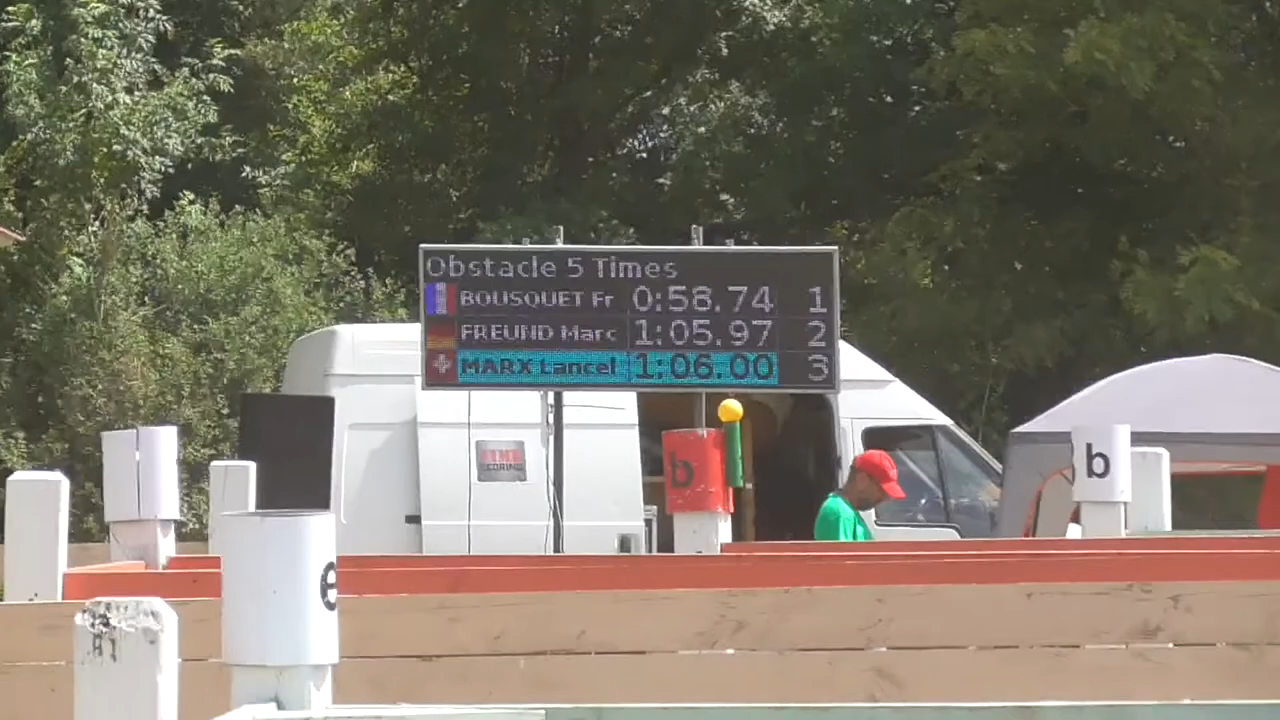 Obstacle 5 Times
BOUSQUET Fr 0:58.74 1
FREUND Marc 1:05.97 2
MARX Lancel 1:06.00 3
b
b
e